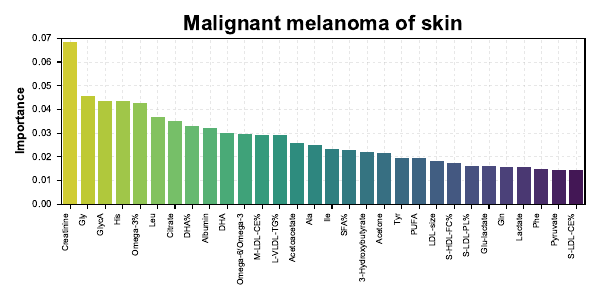 Malignant melanoma of skin
Importance
0.07
0.06
0.05
0.04
0.03
0.02
0.01
0.00
Creatinine
Gly
GlycA
His
Omega-3%
Leu
Citrate
DHA%
Albumin
DHA
Omega-6/Omega-3
M-LDL-CE%
L-VLDL-TG%
Acetoacetate
Ala
Ile
SFA%
3-Hydroxybutyrate
Acetone
Tyr
PUFA
LDL-size
S-HDL-FC%
S-LDL-PL%
Glu-lactate
Gln
Lactate
Phe
Pyruvate
S-LDL-CE%